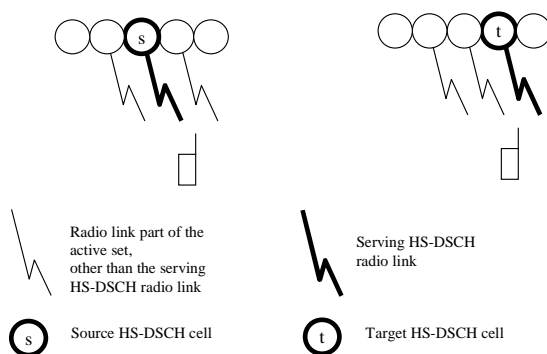 s
t
Radio link part of the
active set,
other than the serving
HS-DSCH radio link
Serving HS-DSCH
radio link
s
Source HS-DSCH cell
t
Target HS-DSCH cell